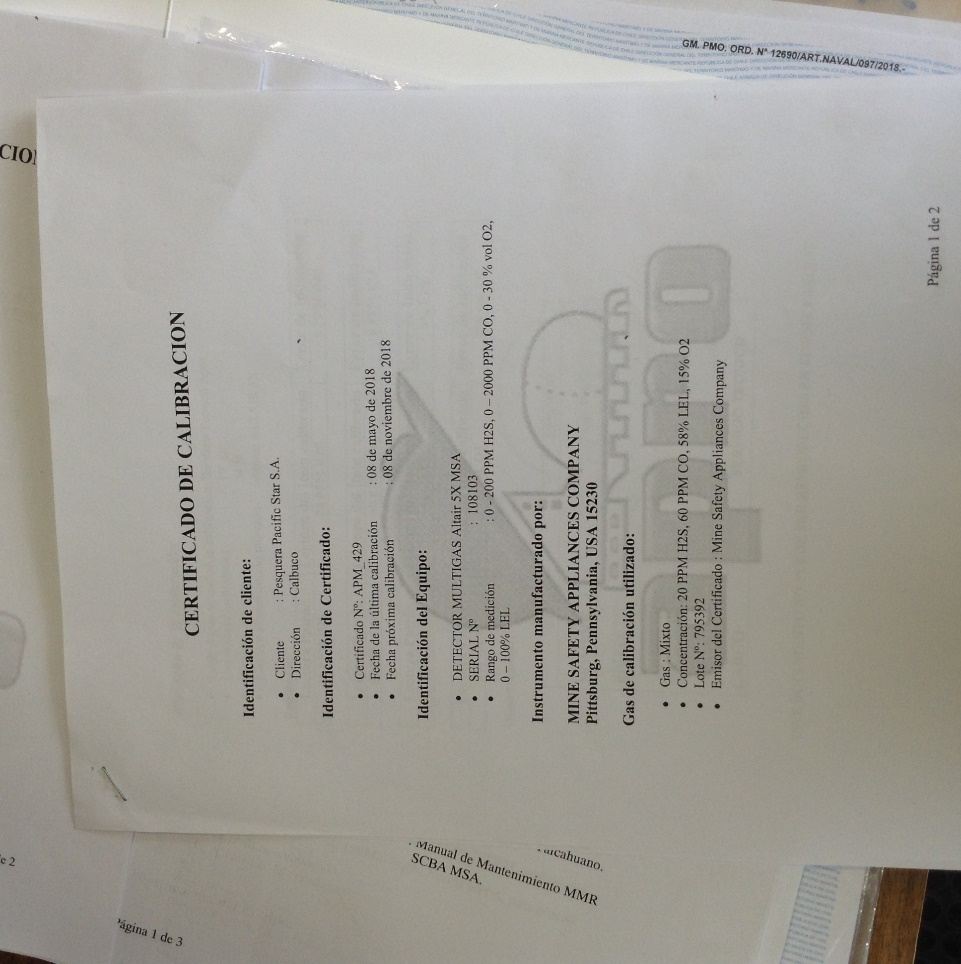 CERTIFICADO DE CALIBRACION
Identificación de cliente:
• Cliente : Pesquera Pacific Star S.A.
• Dirección : Calbuco
Identificación de Certificado:
• Certificado Nº: APM_429
• Fecha de la última calibración : 08 de mayo de 2018
• Fecha próxima calibración : 08 de noviembre de 2018
Identificación del Equipo:
• DETECTOR MULTIGAS Altair 5X MSA
• SERIAL Nº : 108103
• Rango de medición : 0 - 200 PPM H2S, 0 – 2000 PPM CO, 0 - 30 % vol O2,
0 – 100% LEL
Instrumento manufacturado por:
MINE SAFETY APPLIANCES COMPANY
Pittsburg, Pennsylvania, USA 15230
Gas de calibración utilizado:
• Gas : Mixto
• Concentración: 20 PPM H2S, 60 PPM CO, 58% LEL, 15% O2
• Lote Nº: 795392
• Emisor del Certificado : Mine Safety Appliances Company
Página 1 de 2
GM. PMO. ORD. N° 12690/ART.NAVAL/097/2018,-
Manual de Mantenimiento MMR
SCBA MSA.
Página 1 de 3